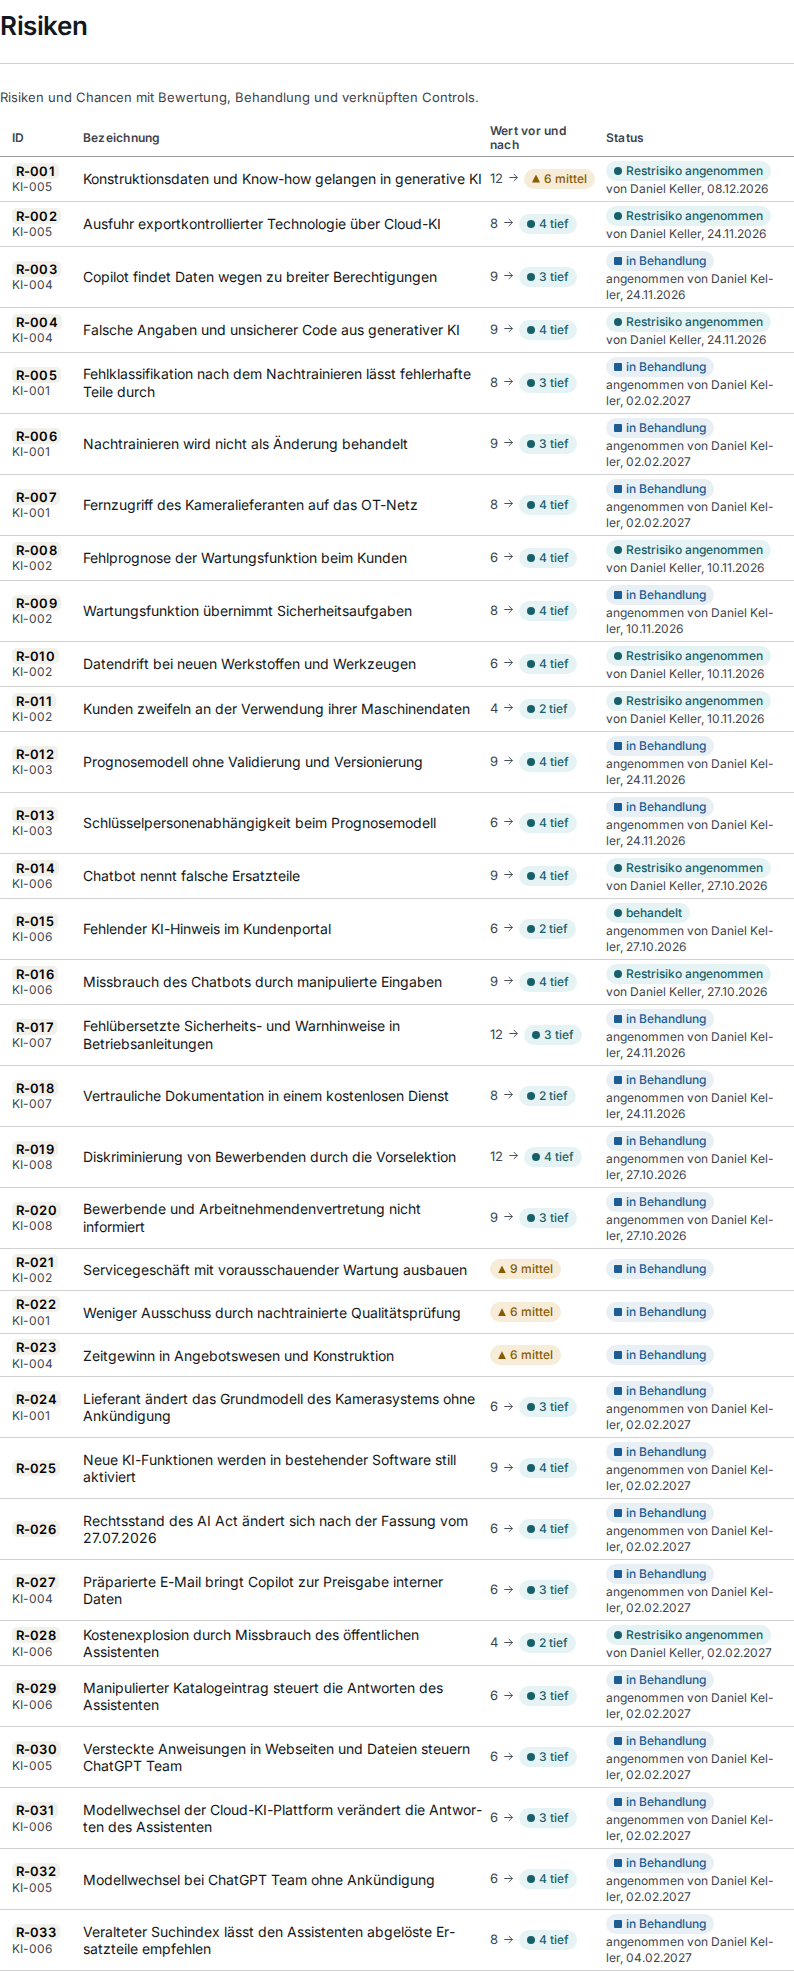 Risiken
Risiken und Chancen mit Bewertung, Behandlung und verknüpften Controls.
ID Bezeichnung Wert vor und nach Status
R-001 KI-005 Konstruktionsdaten und Know-how gelangen in generative KI 12 → ▲ 6 mittel ● Restrisiko angenommen
von Daniel Keller, 08.12.2026
R-002 KI-005 Ausfuhr exportkontrollierter Technologie über Cloud-KI 8 → ● 4 tief ● Restrisiko angenommen
von Daniel Keller, 24.11.2026
R-003 KI-004 Copilot findet Daten wegen zu breiter Berechtigungen 9 → ● 3 tief ■ in Behandlung
angenommen von Daniel Kel-
ler, 24.11.2026
R-004 KI-004 Falsche Angaben und unsicherer Code aus generativer KI 9 → ● 4 tief ● Restrisiko angenommen
von Daniel Keller, 24.11.2026
R-005 KI-001 Fehlklassifikation nach dem Nachtrainieren lässt fehlerhafte
Teile durch 8 → ● 3 tief ■ in Behandlung
angenommen von Daniel Kel-
ler, 02.02.2027
R-006 KI-001 Nachtrainieren wird nicht als Änderung behandelt 9 → ● 3 tief ■ in Behandlung
angenommen von Daniel Kel-
ler, 02.02.2027
R-007 KI-001 Fernzugriff des Kameralieferanten auf das OT-Netz 8 → ● 4 tief ■ in Behandlung
angenommen von Daniel Kel-
ler, 02.02.2027
R-008 KI-002 Fehlprognose der Wartungsfunktion beim Kunden 6 → ● 4 tief ● Restrisiko angenommen
von Daniel Keller, 10.11.2026
R-009 KI-002 Wartungsfunktion übernimmt Sicherheitsaufgaben 8 → ● 4 tief ■ in Behandlung
angenommen von Daniel Kel-
ler, 10.11.2026
R-010 KI-002 Datendrift bei neuen Werkstoffen und Werkzeugen 6 → ● 4 tief ● Restrisiko angenommen
von Daniel Keller, 10.11.2026
R-011 KI-002 Kunden zweifeln an der Verwendung ihrer Maschinendaten 4 → ● 2 tief ● Restrisiko angenommen
von Daniel Keller, 10.11.2026
R-012 KI-003 Prognosemodell ohne Validierung und Versionierung 9 → ● 4 tief ■ in Behandlung
angenommen von Daniel Kel-
ler, 24.11.2026
R-013 KI-003 Schlüsselpersonenabhängigkeit beim Prognosemodell 6 → ● 4 tief ■ in Behandlung
angenommen von Daniel Kel-
ler, 24.11.2026
R-014 KI-006 Chatbot nennt falsche Ersatzteile 9 → ● 4 tief ● Restrisiko angenommen
von Daniel Keller, 27.10.2026
R-015 KI-006 Fehlender KI-Hinweis im Kundenportal 6 → ● 2 tief ● behandelt
angenommen von Daniel Kel-
ler, 27.10.2026
R-016 KI-006 Missbrauch des Chatbots durch manipulierte Eingaben 9 → ● 4 tief ● Restrisiko angenommen
von Daniel Keller, 27.10.2026
R-017 KI-007 Fehlübersetzte Sicherheits- und Warnhinweise in
Betriebsanleitungen 12 → ● 3 tief ■ in Behandlung
angenommen von Daniel Kel-
ler, 24.11.2026
R-018 KI-007 Vertrauliche Dokumentation in einem kostenlosen Dienst 8 → ● 2 tief ■ in Behandlung
angenommen von Daniel Kel-
ler, 24.11.2026
R-019 KI-008 Diskriminierung von Bewerbenden durch die Vorselektion 12 → ● 4 tief ■ in Behandlung
angenommen von Daniel Kel-
ler, 27.10.2026
R-020 KI-008 Bewerbende und Arbeitnehmendenvertretung nicht
informiert 9 → ● 3 tief ■ in Behandlung
angenommen von Daniel Kel-
ler, 27.10.2026
R-021 KI-002 Servicegeschäft mit vorausschauender Wartung ausbauen ▲ 9 mittel ■ in Behandlung
R-022 KI-001 Weniger Ausschuss durch nachtrainierte Qualitätsprüfung ▲ 6 mittel ■ in Behandlung
R-023 KI-004 Zeitgewinn in Angebotswesen und Konstruktion ▲ 6 mittel ■ in Behandlung
R-024 KI-001 Lieferant ändert das Grundmodell des Kamerasystems ohne
Ankündigung 6 → ● 3 tief ■ in Behandlung
angenommen von Daniel Kel-
ler, 02.02.2027
R-025 Neue KI-Funktionen werden in bestehender Software still
aktiviert 9 → ● 4 tief ■ in Behandlung
angenommen von Daniel Kel-
ler, 02.02.2027
R-026 Rechtsstand des AI Act ändert sich nach der Fassung vom
27.07.2026 6 → ● 4 tief ■ in Behandlung
angenommen von Daniel Kel-
ler, 02.02.2027
R-027 KI-004 Präparierte E-Mail bringt Copilot zur Preisgabe interner
Daten 6 → ● 3 tief ■ in Behandlung
angenommen von Daniel Kel-
ler, 02.02.2027
R-028 KI-006 Kostenexplosion durch Missbrauch des öffentlichen
Assistenten 4 → ● 2 tief ● Restrisiko angenommen
von Daniel Keller, 02.02.2027
R-029 KI-006 Manipulierter Katalogeintrag steuert die Antworten des
Assistenten 6 → ● 3 tief ■ in Behandlung
angenommen von Daniel Kel-
ler, 02.02.2027
R-030 KI-005 Versteckte Anweisungen in Webseiten und Dateien steuern
ChatGPT Team 6 → ● 3 tief ■ in Behandlung
angenommen von Daniel Kel-
ler, 02.02.2027
R-031 KI-006 Modellwechsel der Cloud-KI-Plattform verändert die Antwor-
ten des Assistenten 6 → ● 3 tief ■ in Behandlung
angenommen von Daniel Kel-
ler, 02.02.2027
R-032 KI-005 Modellwechsel bei ChatGPT Team ohne Ankündigung 6 → ● 4 tief ■ in Behandlung
angenommen von Daniel Kel-
ler, 02.02.2027
R-033 KI-006 Veralteter Suchindex lässt den Assistenten abgelöste Er-
satzteile empfehlen 8 → ● 4 tief ■ in Behandlung
angenommen von Daniel Kel-
ler, 04.02.2027